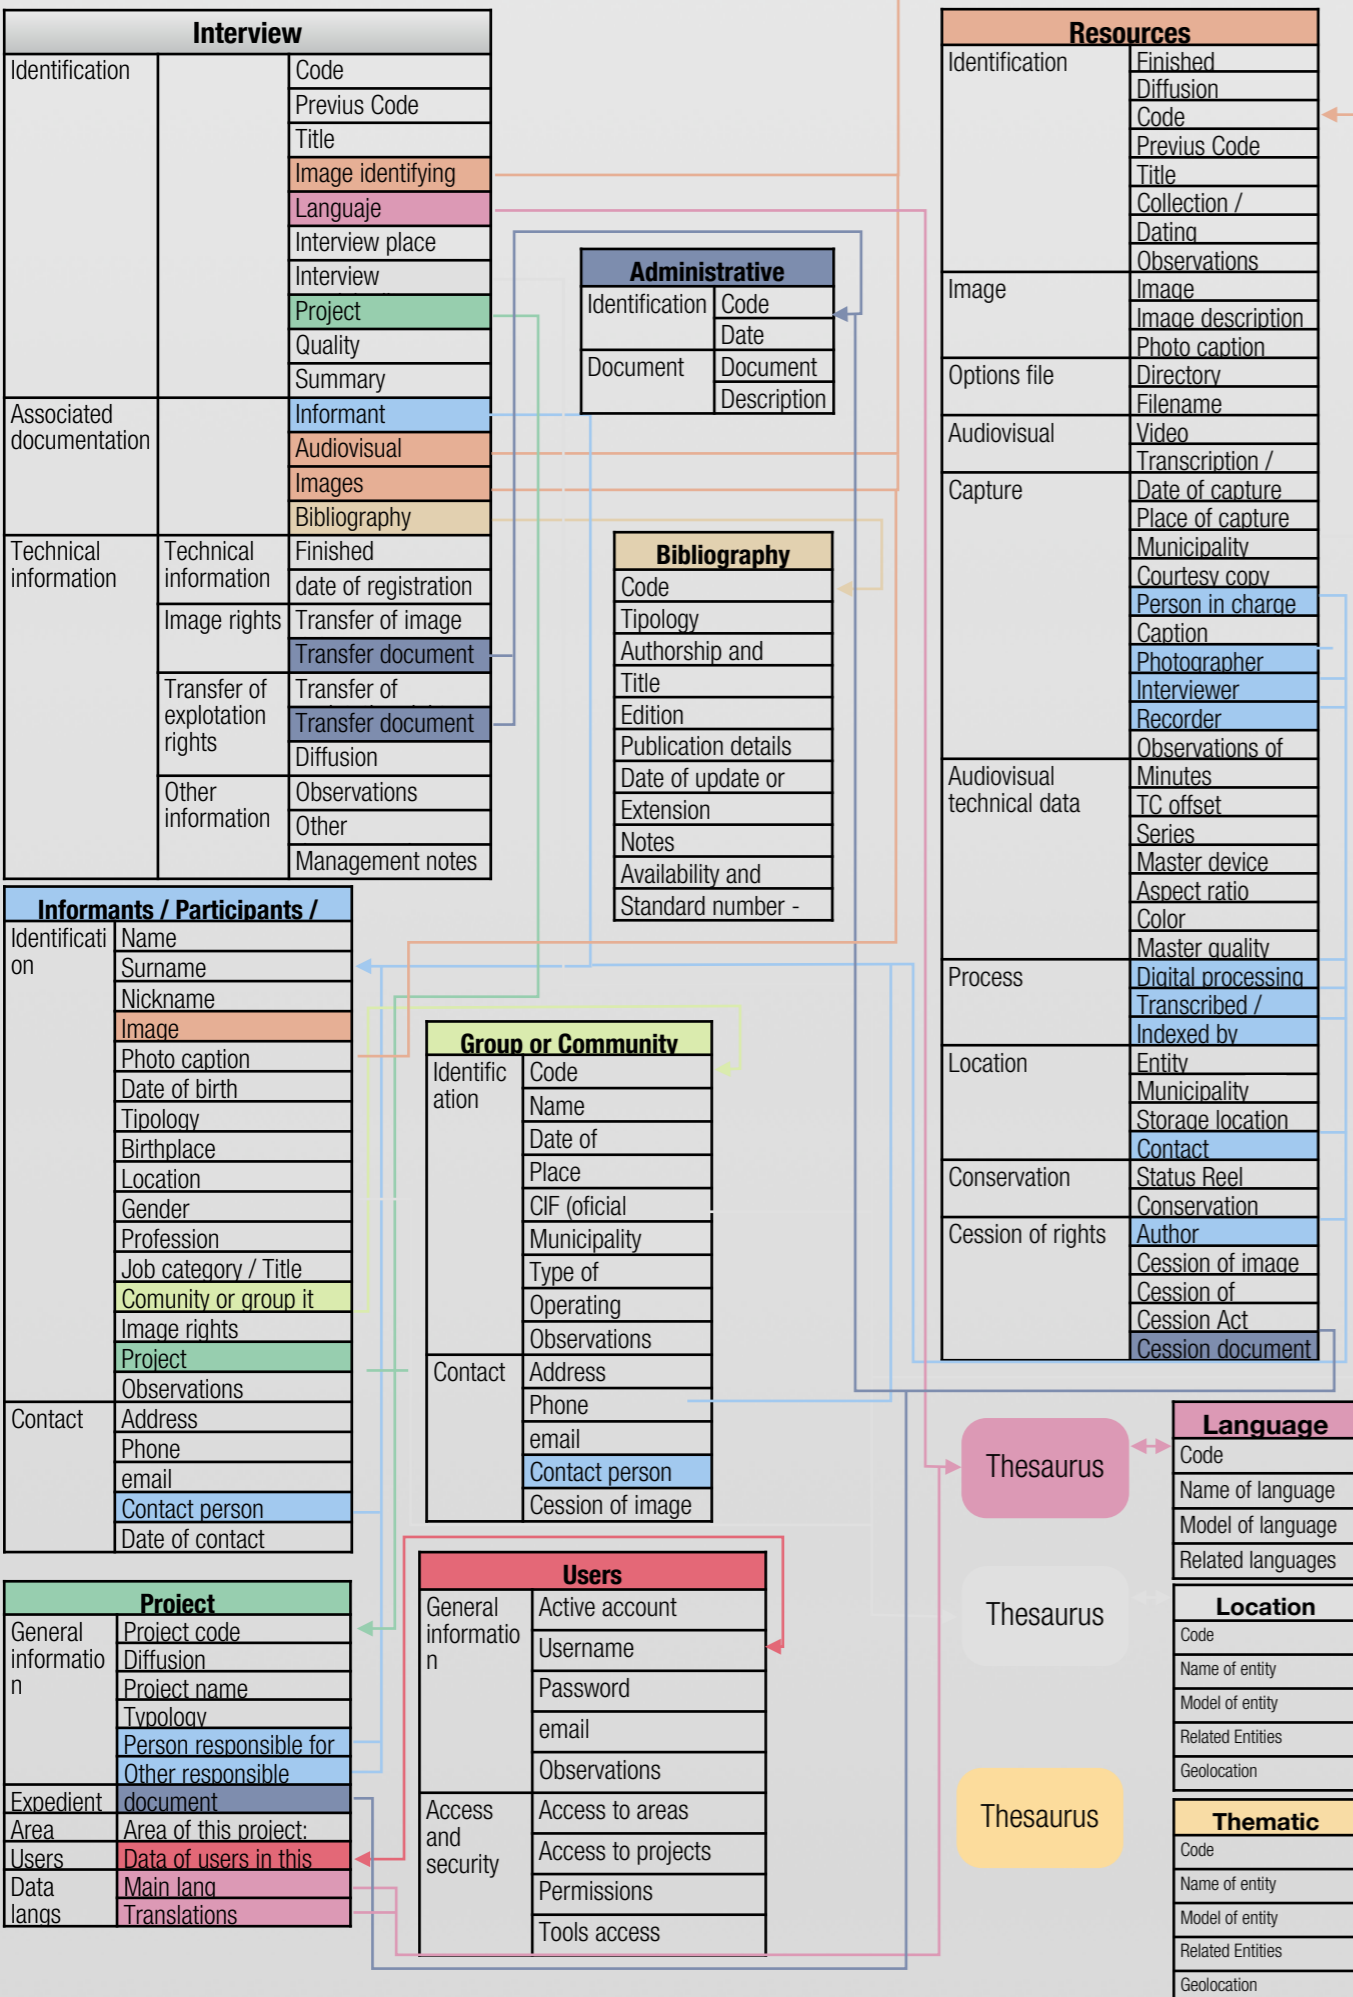 Interview
Identification
Code
Previus Code
Title
Image identifying
Languaje
Interview place
Interview
Project
Quality
Summary
Associated
documentation
Informant
Audiovisual
Images
Bibliography
Technical
information
Technical
information
Finished
date of registration
Image rights
Transfer of image
Transfer document
Transfer of
explotation
rights
Transfer of
Transfer document
Diffusion
Other
information
Observations
Other
Management notes
Informants / Participants /
Identificati
on
Name
Surname
Nickname
Image
Photo caption
Date of birth
Tipology
Birthplace
Location
Gender
Profession
Job category / Title
Comunity or group it
Image rights
Project
Observations
Contact
Address
Phone
email
Contact person
Date of contact
Project
General
informatio
n
Project code
Diffusion
Project name
Typology
Person responsible for
Other responsible
Expedient
document
Area
Area of this project:
Users
Data of users in this
Data
langs
Main lang
Translations
Administrative
Identification
Code
Date
Document
Document
Description
Bibliography
Code
Tipology
Authorship and
Title
Edition
Publication details
Date of update or
Extension
Notes
Availability and
Standard number -
Group or Community
Identific
ation
Code
Name
Date of
Place
CIF (oficial
Municipality
Type of
Operating
Observations
Contact
Address
Phone
email
Contact person
Cession of image
Users
General
informatio
n
Active account
Username
Password
email
Observations
Access
and
security
Access to areas
Access to projects
Permissions
Tools access
Resources
Identification
Finished
Diffusion
Code
Previus Code
Title
Collection /
Dating
Observations
Image
Image
Image description
Photo caption
Options file
Directory
Filename
Audiovisual
Video
Transcription /
Capture
Date of capture
Place of capture
Municipality
Courtesy copy
Person in charge
Caption
Photographer
Interviewer
Recorder
Observations of
Audiovisual
technical data
Minutes
TC offset
Series
Master device
Aspect ratio
Color
Master quality
Process
Digital processing
Transcribed /
Indexed by
Location
Entity
Municipality
Storage location
Contact
Conservation
Status Reel
Conservation
Cession of rights
Author
Cession of image
Cession of
Cession Act
Cession document
Thesaurus
Language
Code
Name of language
Model of language
Related languages
Thesaurus
Location
Code
Name of entity
Model of entity
Related Entities
Geolocation
Thesaurus
Thematic
Code
Name of entity
Model of entity
Related Entities
Geolocation